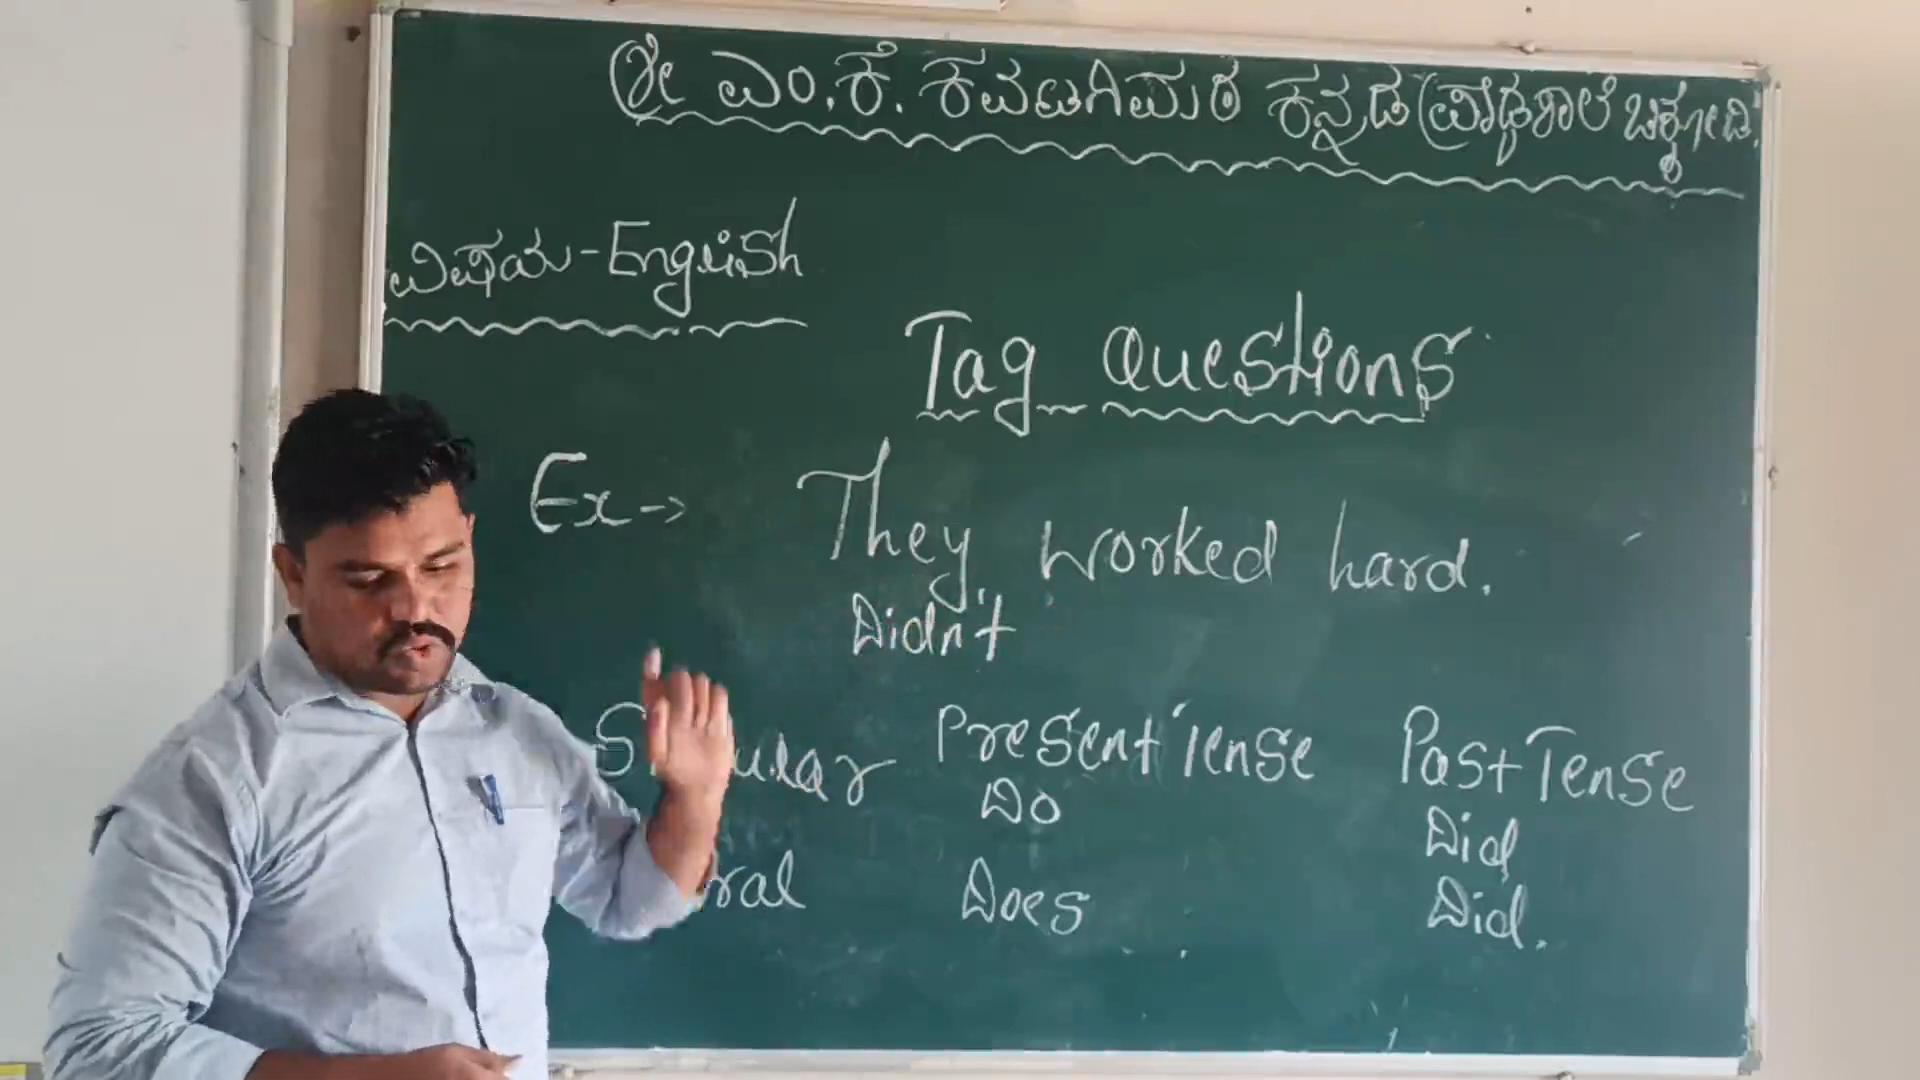 ಶ್ರೀ ಎಂ.ಕೆ. ಕವಟಗಿಮಠ ಕನ್ನಡ ಪ್ರೌಢಶಾಲೆ ಚಿಕ್ಕೋಡಿ.
ವಿಷಯ - English
Tag Questions
Ex → They worked hard.
Didn't
Present Tense Past Tense
Do Did
Does Did.